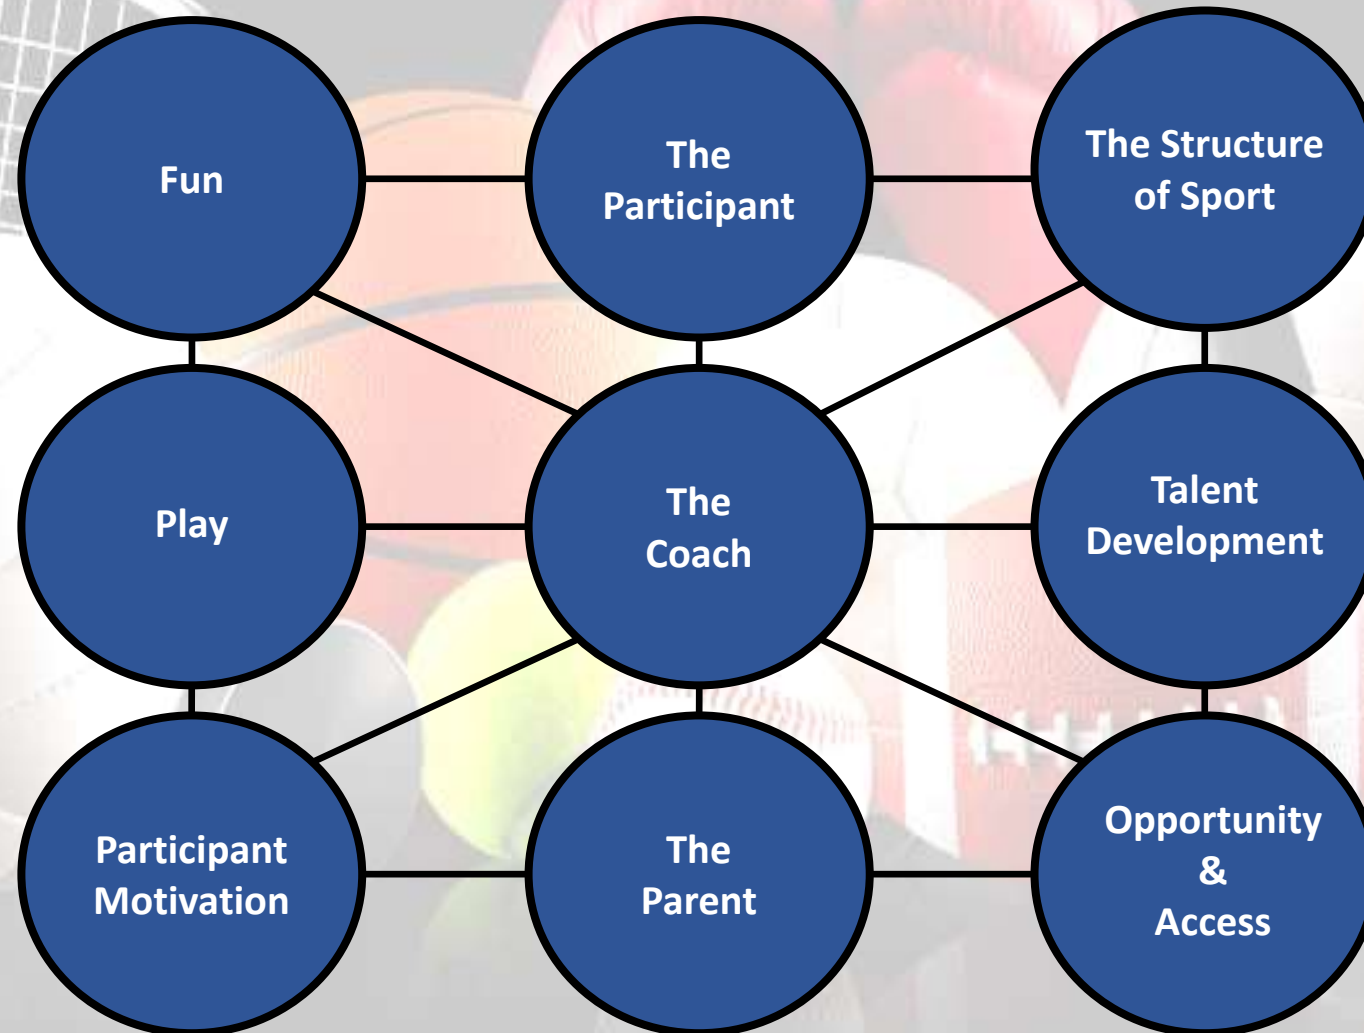 Fun
The
Participant
The Structure
of Sport
Play
The
Coach
Talent
Development
Participant
Motivation
The
Parent
Opportunity
&
Access